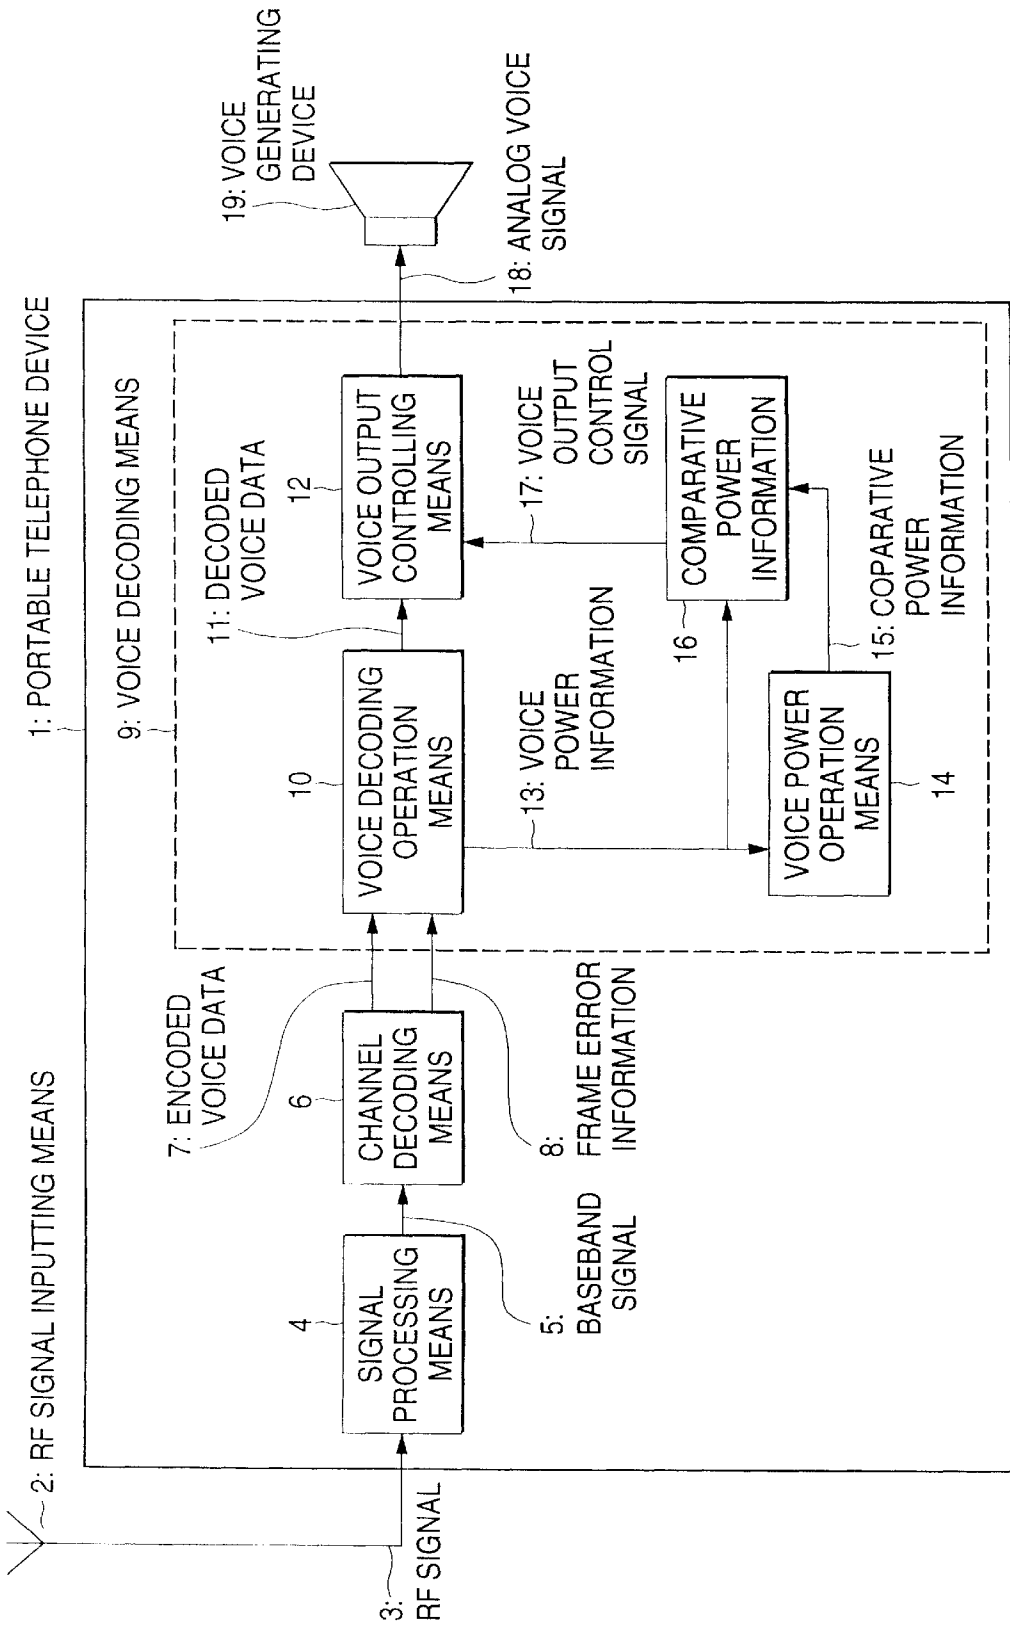 1: PORTABLE TELEPHONE DEVICE
2: RF SIGNAL INPUTTING MEANS
3:
RF SIGNAL
4
SIGNAL
PROCESSING
MEANS
5:
BASEBAND
SIGNAL
6
CHANNEL
DECODING
MEANS
7: ENCODED
VOICE DATA
8:
FRAME ERROR
INFORMATION
9: VOICE DECODING MEANS
10
VOICE DECODING
OPERATION
MEANS
11: DECODED
VOICE DATA
12
VOICE OUTPUT
CONTROLLING
MEANS
13: VOICE
POWER
INFORMATION
VOICE POWER
OPERATION
MEANS
14
15: COPARATIVE
POWER
INFORMATION
16
COMPARATIVE
POWER
INFORMATION
17: VOICE
OUTPUT
CONTROL
SIGNAL
18: ANALOG VOICE
SIGNAL
19: VOICE
GENERATING
DEVICE